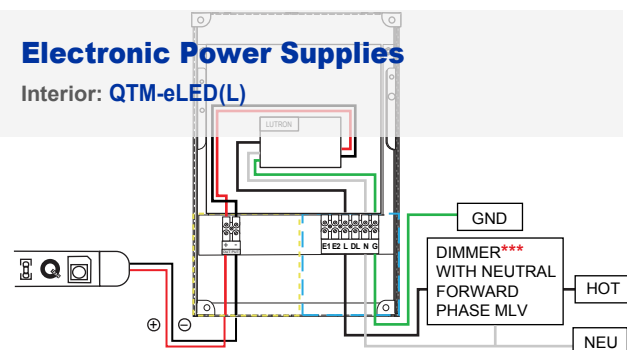 Electronic Power Supplies
Interior: QTM-eLED(L)
LUTRON
+ -
E1 E2 L DL N G
GND
DIMMER***
WITH NEUTRAL
FORWARD
PHASE MLV
HOT
NEU
Q
+ -